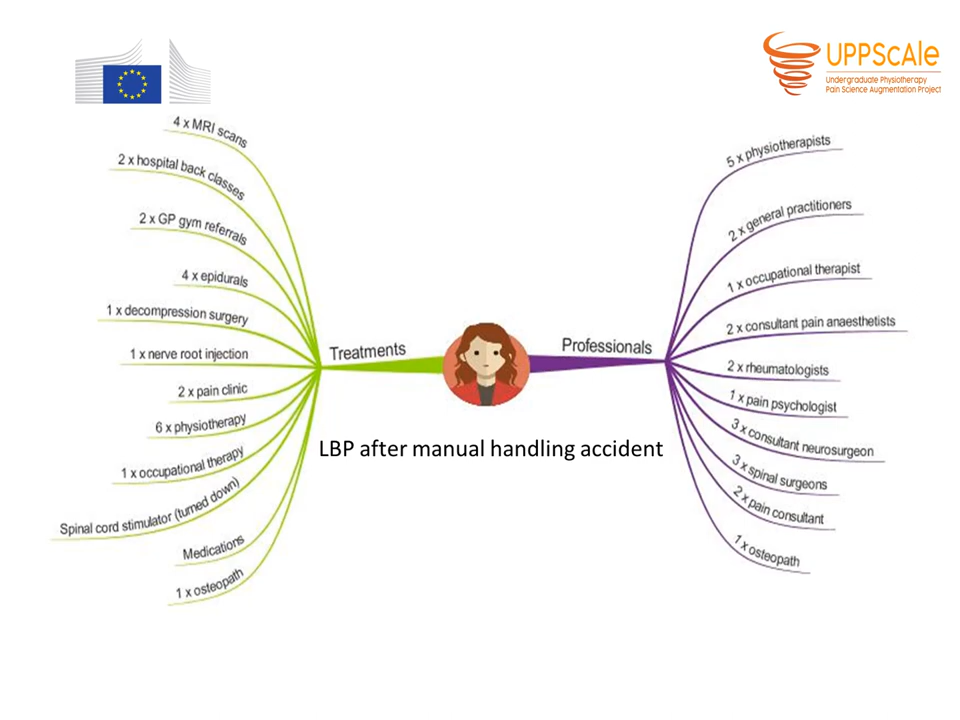 UPPSCAle
Undergraduate Physiotherapy
Pain Science Augmentation Project
4 x MRI scans
2 x hospital back classes
2 x GP gym referrals
4 x epidurals
1 x decompression surgery
1 x nerve root injection
2 x pain clinic
6 x physiotherapy
1 x occupational therapy
Spinal cord stimulator (turned down)
Medications
1 x osteopath
Treatments
Professionals
LBP after manual handling accident
5 x physiotherapists
2 x general practitioners
1 x occupational therapist
2 x consultant pain anaesthetists
2 x rheumatologists
1 x pain psychologist
3 x consultant neurosurgeon
3 x spinal surgeons
2 x pain consultant
1 x osteopath